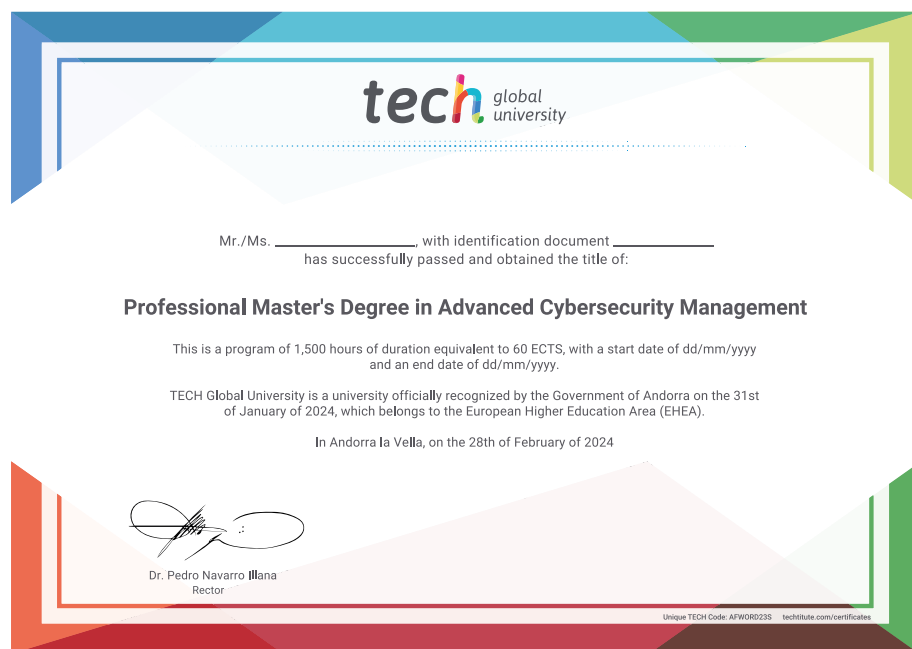 tech global university
Mr./Ms. ____________, with identification document ____________
has successfully passed and obtained the title of:
Professional Master's Degree in Advanced Cybersecurity Management
This is a program of 1,500 hours of duration equivalent to 60 ECTS, with a start date of dd/mm/yyyy
and an end date of dd/mm/yyyy.
TECH Global University is a university officially recognized by the Government of Andorra on the 31st
of January of 2024, which belongs to the European Higher Education Area (EHEA).
In Andorra la Vella, on the 28th of February of 2024
Dr. Pedro Navarro Illana
Rector
Unique TECH Code: AFWORD23S techtitute.com/certificates